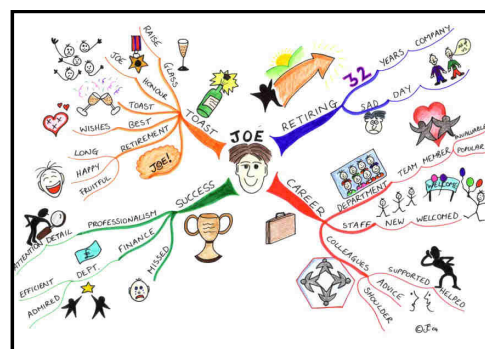 JOE
RETIRING
32 YEARS COMPANY
SAD DAY
CAREER
DEPARTMENT
TEAM MEMBER
INVALUABLE
POPULAR
STAFF NEW WELCOMED
WELCOME
COLLEAGUES
SUPPORTED
HELPED
ADVICE
SHOULDER
SUCCESS
PROFESSIONALISM
DETAIL
ATTENTION
FINANCE
DEPT.
EFFICIENT
ADMIRED
MISSED
TOAST
RAISE GLASS
JOE HONOUR
TOAST
BEST
WISHES
RETIREMENT
LONG
HAPPY
FRUITFUL
JOE!